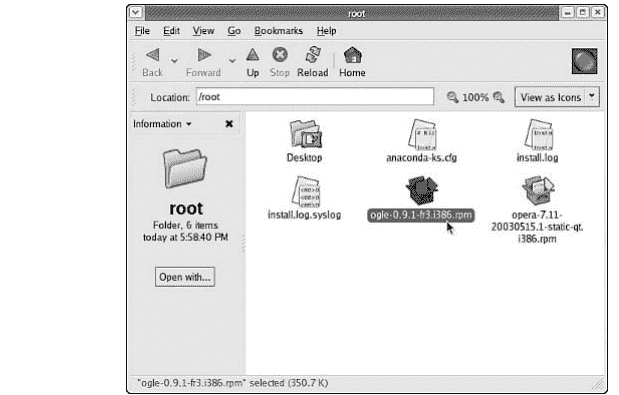 root
File Edit View Go Bookmarks Help
Back Forward Up Stop Reload Home
Location: /root 100% View as Icons
Information
root
Folder, 6 items
today at 5:58:40 PM
Open with...
Desktop
anaconda-ks.cfg
install.log
install.log.syslog
ogle-0.9.1-fr3.i386.rpm
opera-7.11-
20030515.1-static-qt.
i386.rpm
"ogle-0.9.1-fr3.i386.rpm" selected (350.7 K)